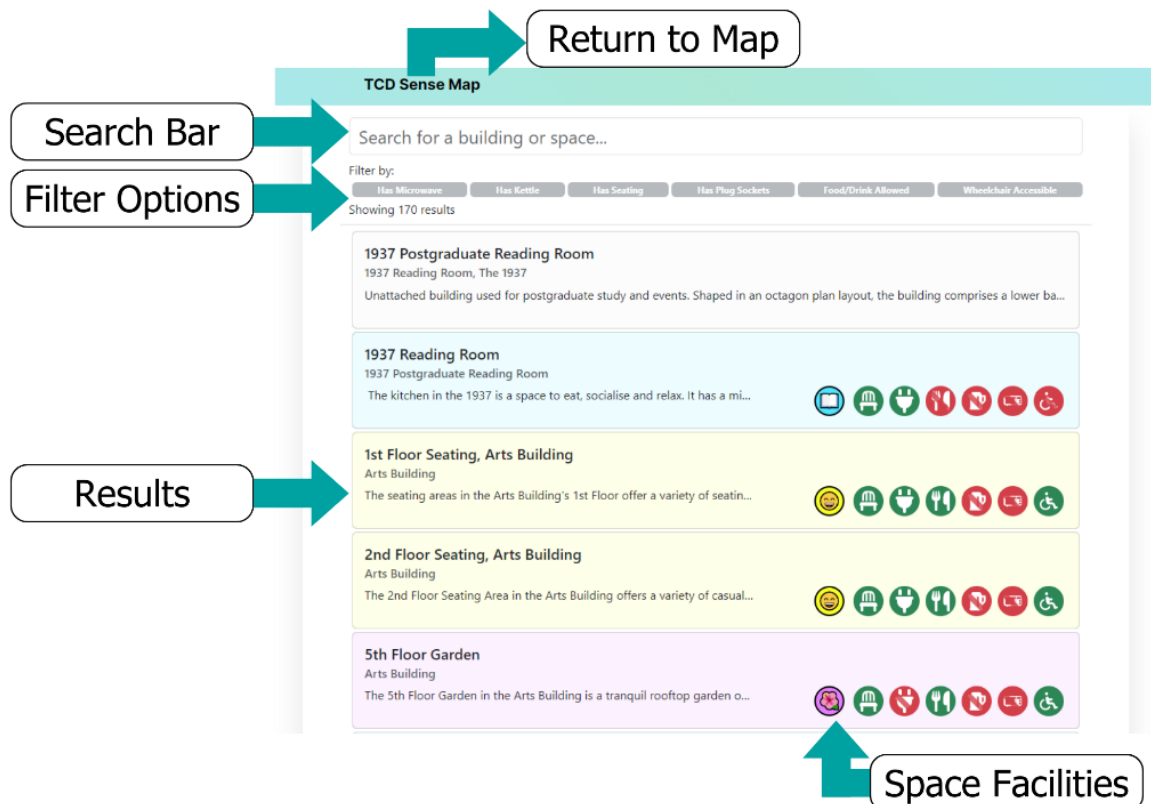 Return to Map
TCD Sense Map
Search Bar
Search for a building or space...
Filter by:
Filter Options
Has Microwave Has Kettle Has Seating Has Plug Sockets Food/Drink Allowed Wheelchair Accessible
Showing 170 results
1937 Postgraduate Reading Room
1937 Reading Room, The 1937
Unattached building used for postgraduate study and events. Shaped in an octagon plan layout, the building comprises a lower ba...
1937 Reading Room
1937 Postgraduate Reading Room
The kitchen in the 1937 is a space to eat, socialise and relax. It has a mi...
Results
1st Floor Seating, Arts Building
Arts Building
The seating areas in the Arts Building's 1st Floor offer a variety of seatin...
2nd Floor Seating, Arts Building
Arts Building
The 2nd Floor Seating Area in the Arts Building offers a variety of casual...
5th Floor Garden
Arts Building
The 5th Floor Garden in the Arts Building is a tranquil rooftop garden o...
Space Facilities